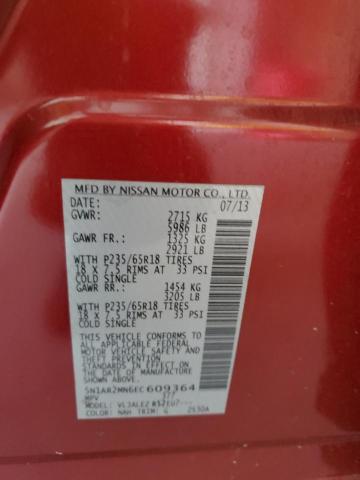 MFD BY NISSAN MOTOR CO., LTD.
DATE: 07/13
GVWR: 2715 KG
5986 LB
GAWR FR.: 1325 KG
2921 LB
WITH P235/65R18 TIRES
18 X 7.5 RIMS AT 33 PSI
COLD SINGLE
GAWR RR.: 1454 KG
3205 LB
WITH P235/65R18 TIRES
18 X 7.5 RIMS AT 33 PSI
COLD SINGLE
THIS VEHICLE CONFORMS TO
ALL APPLICABLE FEDERAL
MOTOR VEHICLE SAFETY AND
THEFT PREVENTION
STANDARDS IN EFFECT ON
THE DATE OF MANUFACTURE
SHOWN ABOVE.
5N1AR2MN6EC609364
MPV 377
MODEL:
COLOR: NAH TRIM: G 2530A